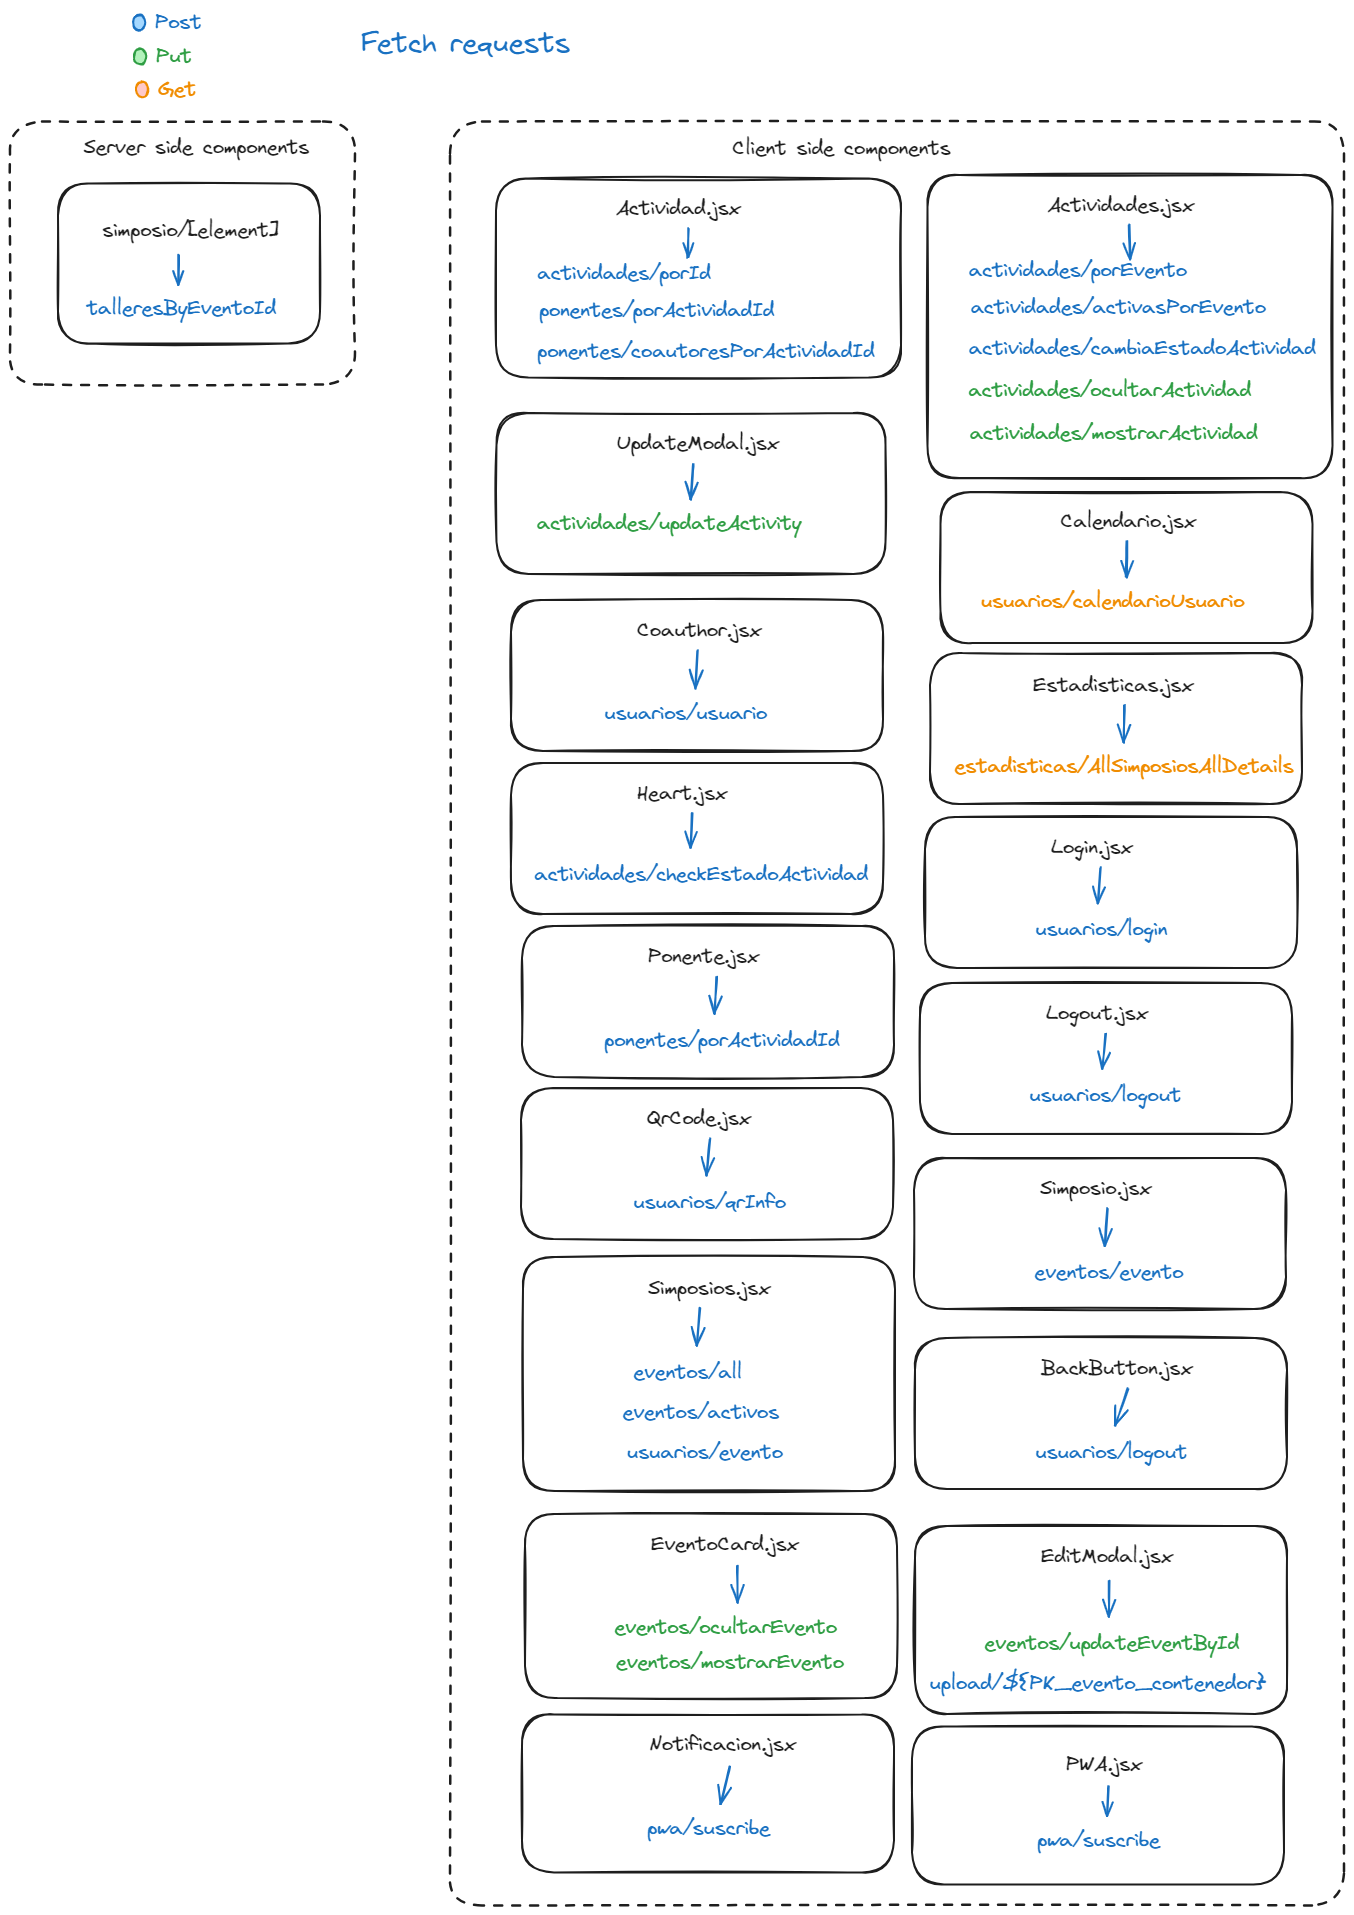 Post
Put
Get
Fetch requests
Server side components
simposio/[element]
talleresByEventoId
Client side components
Actividad.jsx
actividades/porId
ponentes/porActividadId
ponentes/coautoresPorActividadId
Actividades.jsx
actividades/porEvento
actividades/activasPorEvento
actividades/cambiaEstadoActividad
actividades/ocultarActividad
actividades/mostrarActividad
UpdateModal.jsx
actividades/updateActivity
Calendario.jsx
usuarios/calendarioUsuario
Coauthor.jsx
usuarios/usuario
Estadisticas.jsx
estadisticas/AllSimposiosAllDetails
Heart.jsx
actividades/checkEstadoActividad
Login.jsx
usuarios/login
Ponente.jsx
ponentes/porActividadId
Logout.jsx
usuarios/logout
QrCode.jsx
usuarios/qrInfo
Simposio.jsx
eventos/evento
Simposios.jsx
eventos/all
eventos/activos
usuarios/evento
BackButton.jsx
usuarios/logout
EventoCard.jsx
eventos/ocultarEvento
eventos/mostrarEvento
EditModal.jsx
eventos/updateEventById
upload/${PK_evento_contenedor}
Notificacion.jsx
pwa/suscribe
PWA.jsx
pwa/suscribe